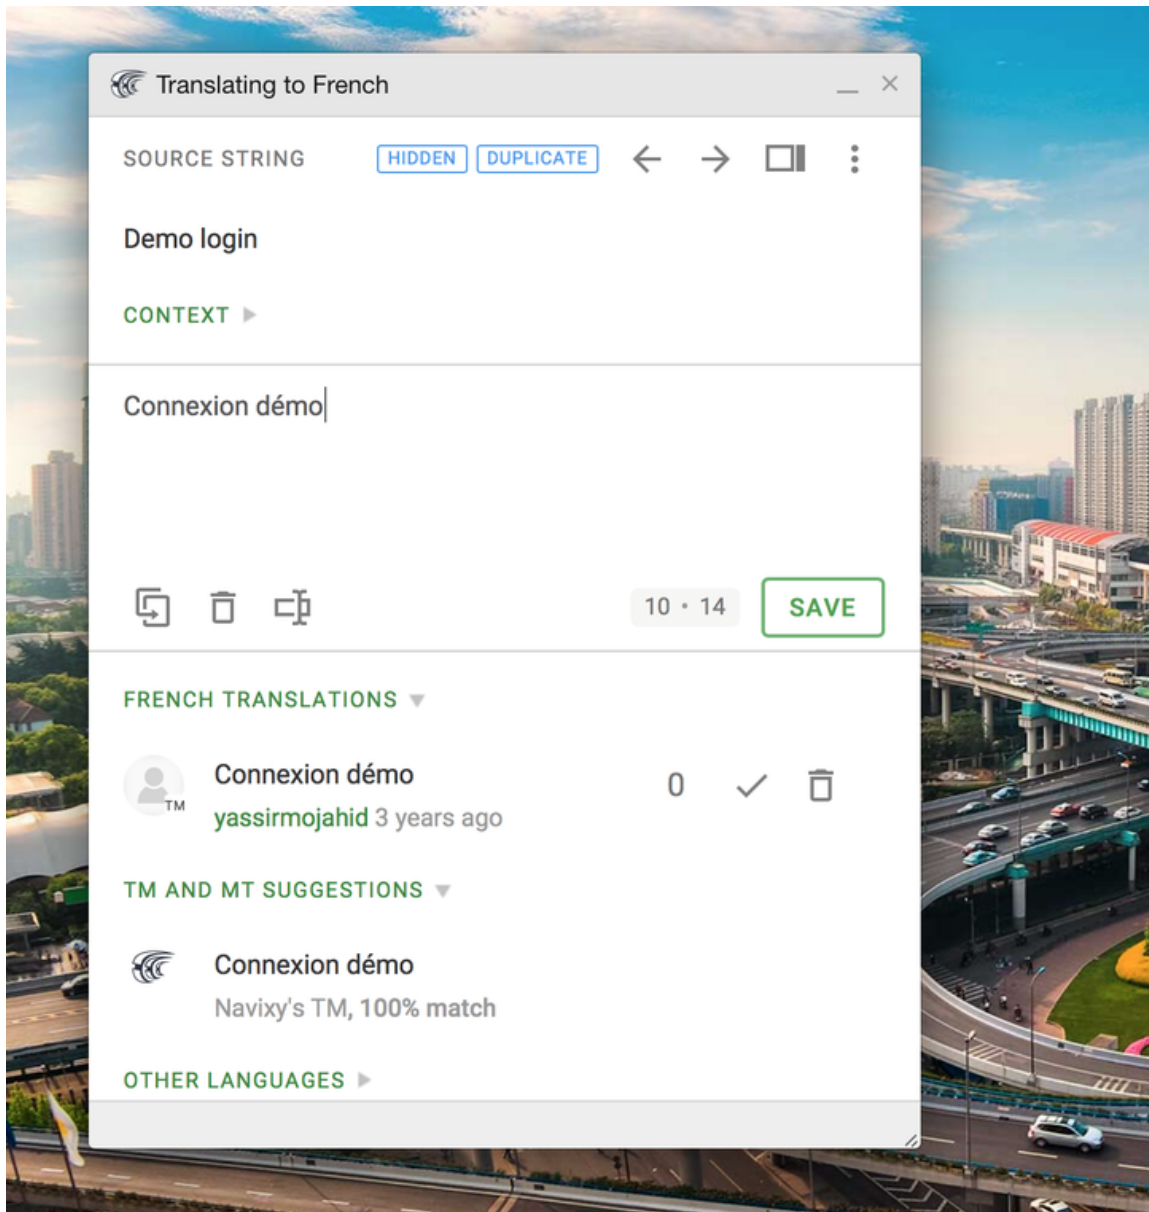 Translating to French
SOURCE STRING HIDDEN DUPLICATE
Demo login
CONTEXT
Connexion démo
10 • 14 SAVE
FRENCH TRANSLATIONS
Connexion démo 0
TM
yassirmojahid 3 years ago
TM AND MT SUGGESTIONS
Connexion démo
Navixy's TM, 100% match
OTHER LANGUAGES